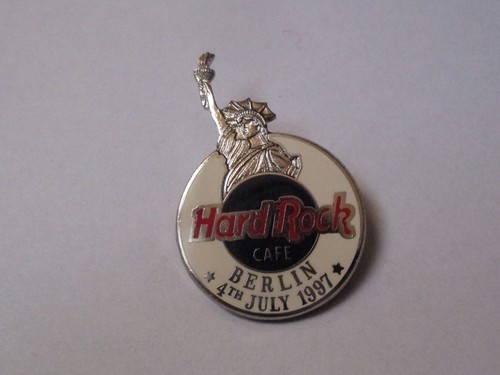 Hard Rock
CAFE
BERLIN
4TH JULY 1997